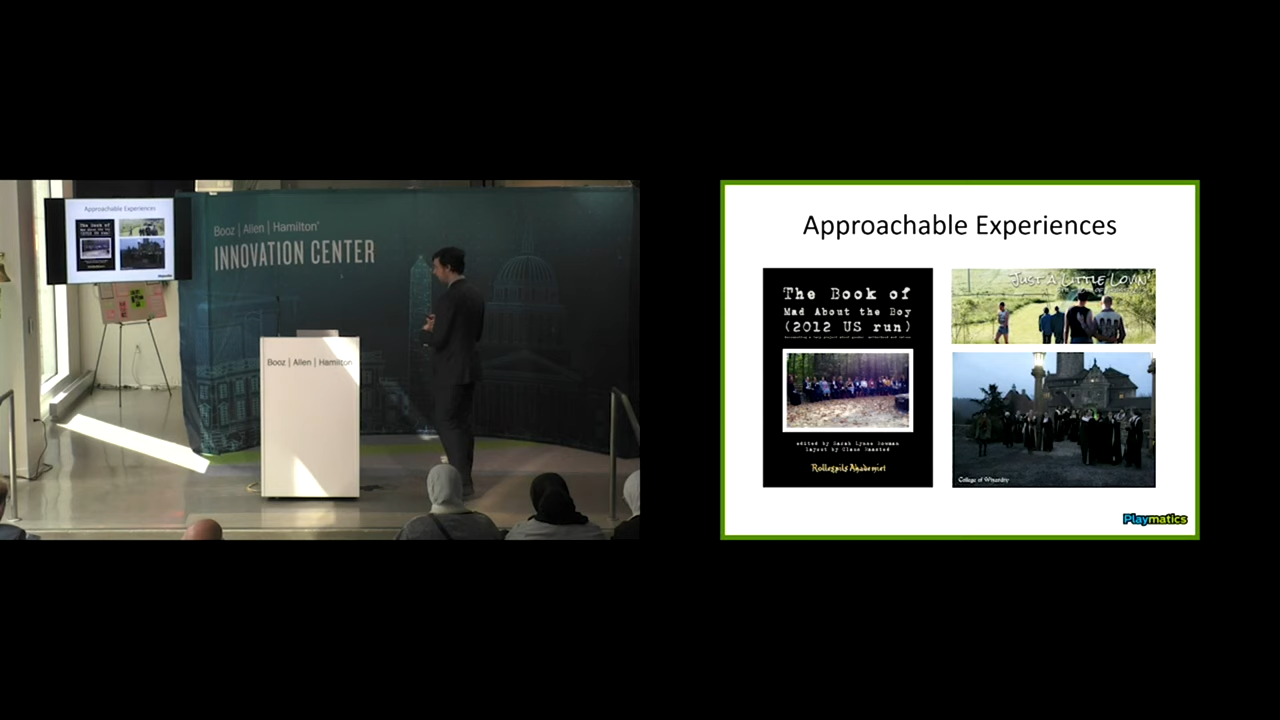 Approachable Experiences
Booz | Allen | Hamilton®
INNOVATION CENTER
Booz | Allen | Hamilton
Approachable Experiences
The Book of
Mad About the Boy
(2012 US run)
edited by Sarah Lynne Bowman
layout by Claus Raasted
Rollespils Akademiet
JUST A LITTLE LOVIN'
College of Wizardry
Playmatics